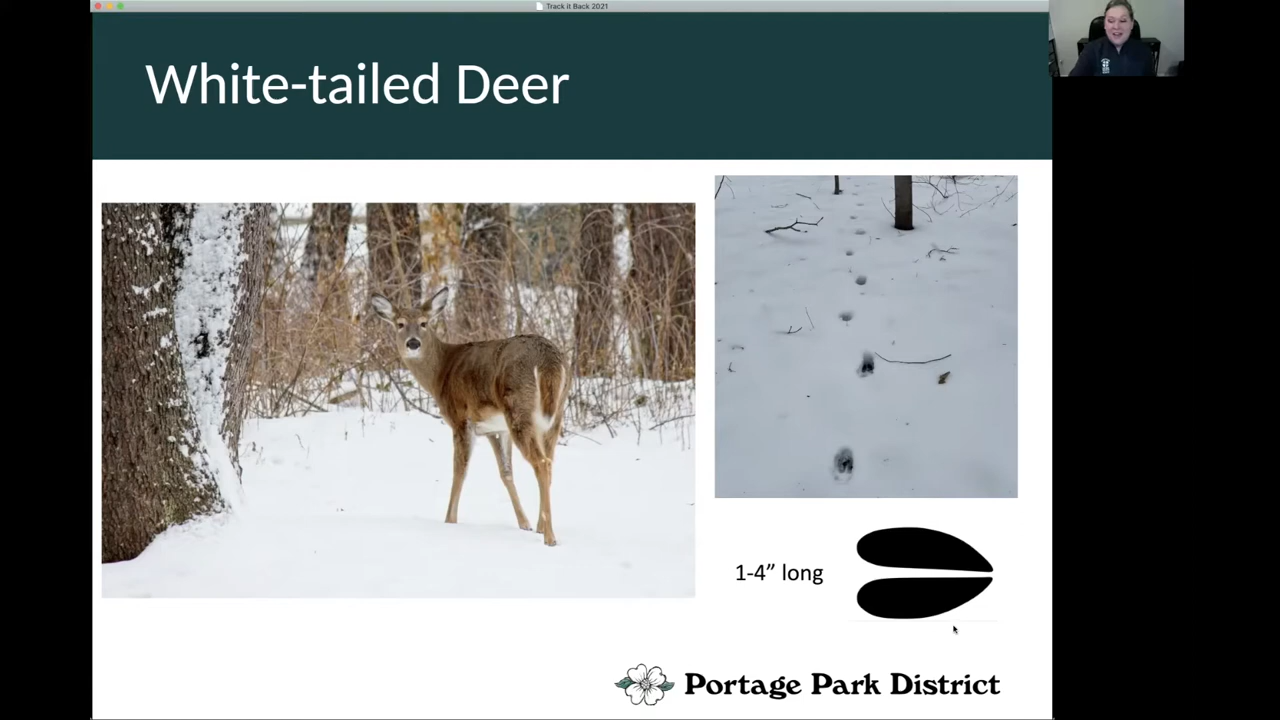 Track it Back 2021
White-tailed Deer
1-4” long
Portage Park District